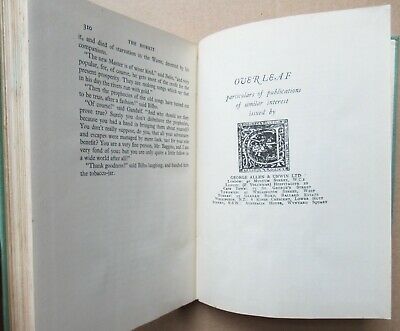 310
THE HOBBIT
it, and died of starvation in the Waste, deserted by his
companions.
"The new Master is of wiser kind," said Balin, "and very
popular, for, of course, he gets most of the credit for the
present prosperity. They are making songs which say that
in his day the rivers run with gold."
"Then the prophecies of the old songs have turned out
to be true, after a fashion!" said Bilbo.
"Of course!" said Gandalf. "And why should not they
prove true? Surely you don't disbelieve the prophecies,
because you had a hand in bringing them about yourself?
You don't really suppose, do you, that all your adventures
and escapes were managed by mere luck, just for your sole
benefit? You are a very fine person, Mr. Baggins, and I am
very fond of you; but you are only quite a little fellow in
a wide world after all!"
"Thank goodness!" said Bilbo laughing, and handed him
the tobacco-jar.
OVERLEAF
particulars of publications
of similar interest
issued by
GEORGE ALLEN & UNWIN LTD
London: 40 Museum Street, W.C.1